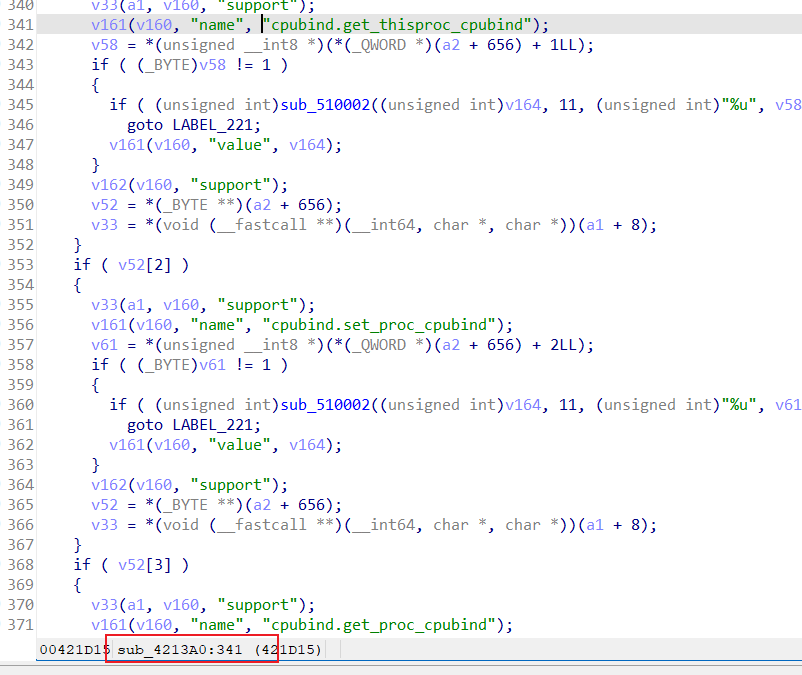 340 v33(a1, v160, "support");
341 v161(v160, "name", "cpubind.get_thisproc_cpubind");
342 v58 = *(unsigned __int8 *)(*(_QWORD *)(a2 + 656) + 1LL);
343 if ( (_BYTE)v58 != 1 )
344 {
345 if ( (unsigned int)sub_510002((unsigned int)v164, 11, (unsigned int)"%u", v58
346 goto LABEL_221;
347 v161(v160, "value", v164);
348 }
349 v162(v160, "support");
350 v52 = *(_BYTE **)(a2 + 656);
351 v33 = *(void (__fastcall **)(__int64, char *, char *))(a1 + 8);
352 }
353 if ( v52[2] )
354 {
355 v33(a1, v160, "support");
356 v161(v160, "name", "cpubind.set_proc_cpubind");
357 v61 = *(unsigned __int8 *)(*(_QWORD *)(a2 + 656) + 2LL);
358 if ( (_BYTE)v61 != 1 )
359 {
360 if ( (unsigned int)sub_510002((unsigned int)v164, 11, (unsigned int)"%u", v61
361 goto LABEL_221;
362 v161(v160, "value", v164);
363 }
364 v162(v160, "support");
365 v52 = *(_BYTE **)(a2 + 656);
366 v33 = *(void (__fastcall **)(__int64, char *, char *))(a1 + 8);
367 }
368 if ( v52[3] )
369 {
370 v33(a1, v160, "support");
371 v161(v160, "name", "cpubind.get_proc_cpubind");
00421D15 sub_4213A0:341 (421D15)